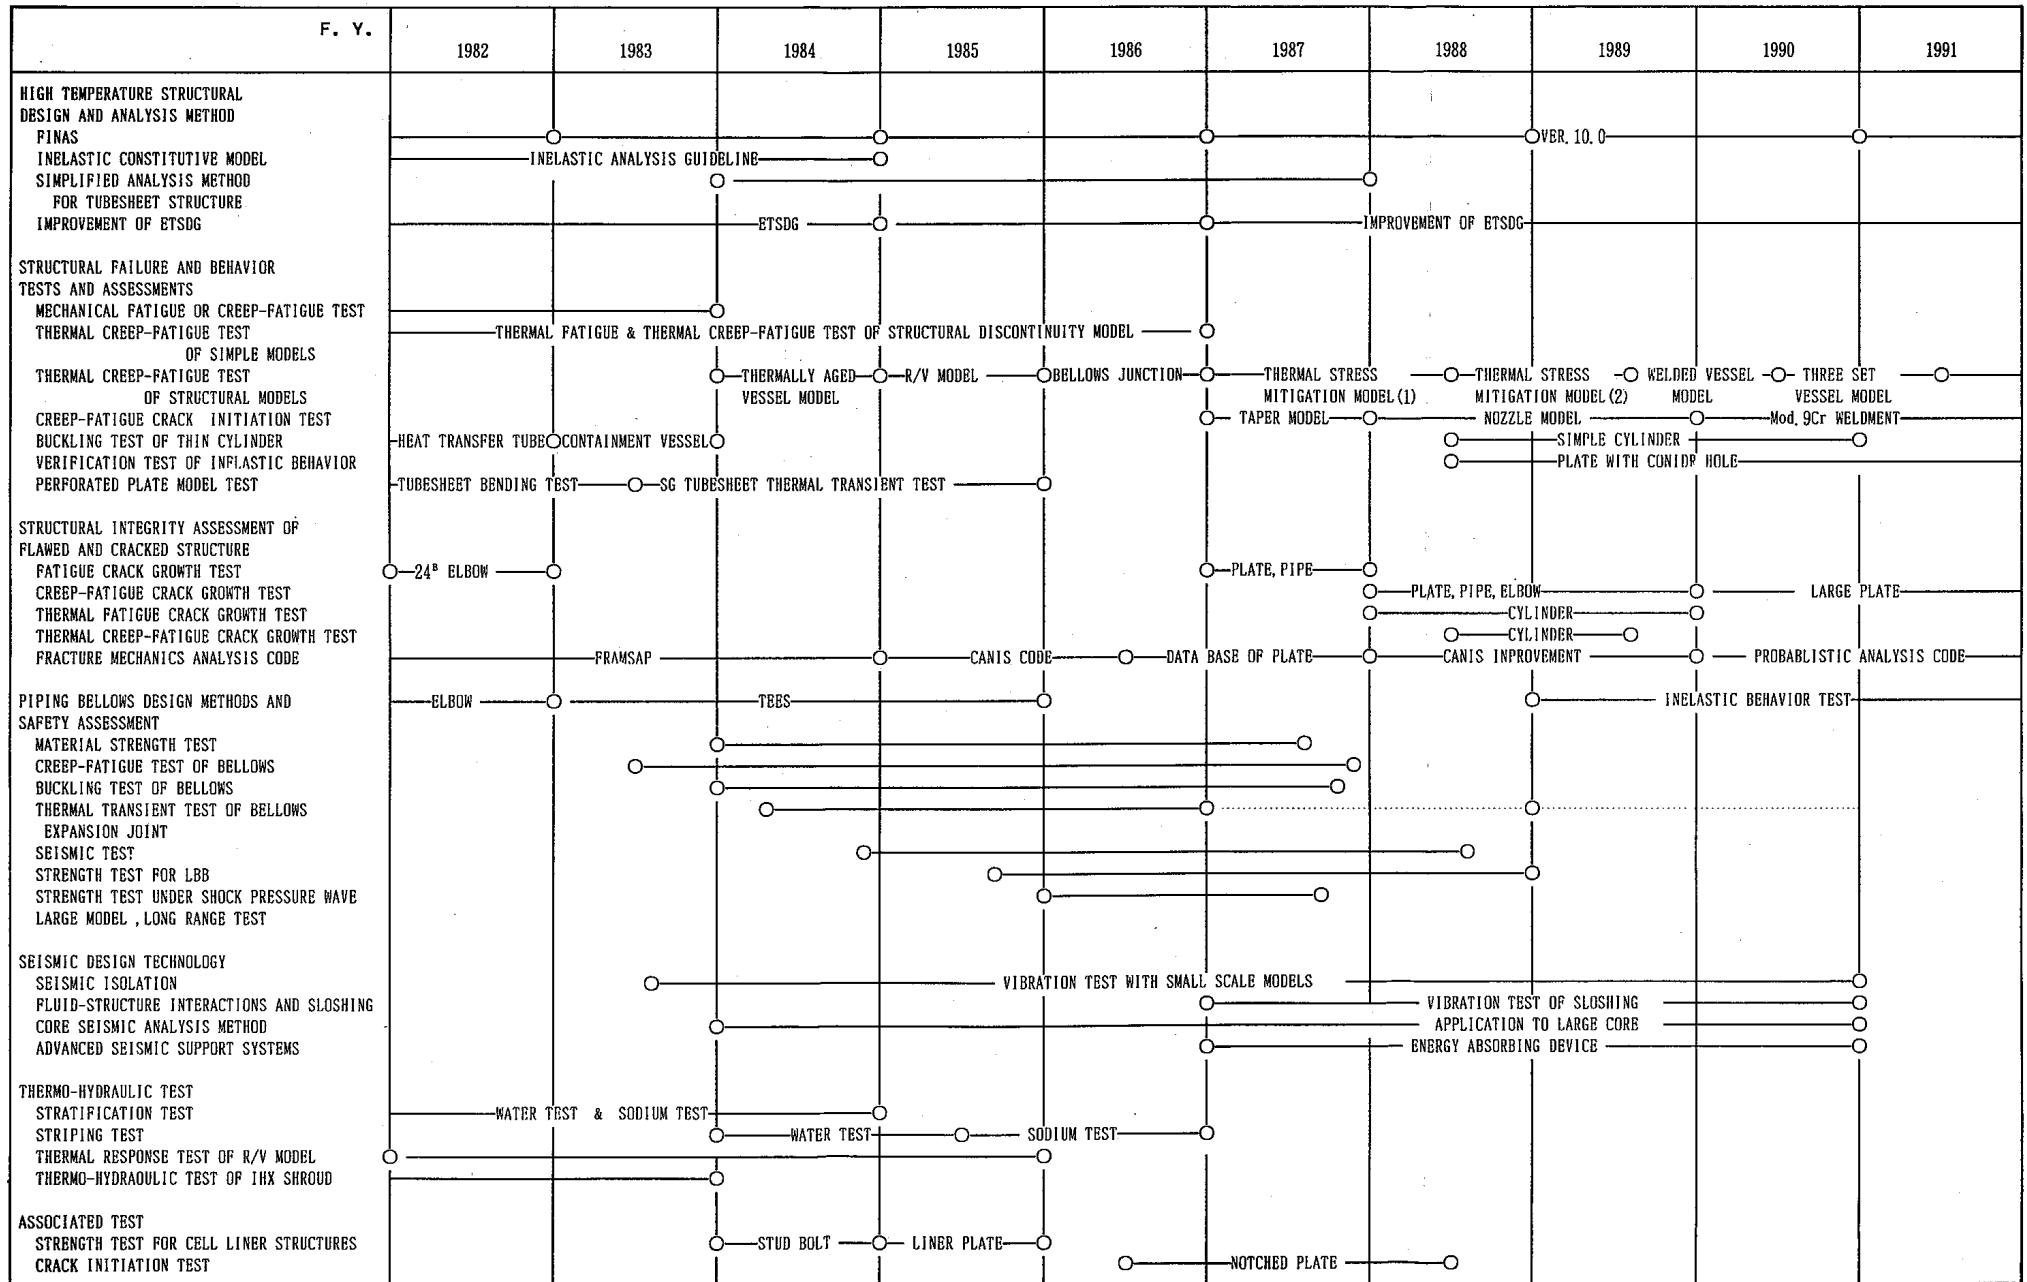 F. Y.
1982 1983 1984 1985 1986 1987 1988 1989 1990 1991
HIGH TEMPERATURE STRUCTURAL
DESIGN AND ANALYSIS METHOD
FINAS VER. 10.0
INELASTIC CONSTITUTIVE MODEL INELASTIC ANALYSIS GUIDELINE
SIMPLIFIED ANALYSIS METHOD
FOR TUBESHEET STRUCTURE
IMPROVEMENT OF ETSDG ETSDG IMPROVEMENT OF ETSDG
STRUCTURAL FAILURE AND BEHAVIOR
TESTS AND ASSESSMENTS
MECHANICAL FATIGUE OR CREEP-FATIGUE TEST
THERMAL CREEP-FATIGUE TEST THERMAL FATIGUE & THERMAL CREEP-FATIGUE TEST OF STRUCTURAL DISCONTINUITY MODEL
OF SIMPLE MODELS
THERMAL CREEP-FATIGUE TEST THERMALLY AGED R/V MODEL BELLOWS JUNCTION THERMAL STRESS THERMAL STRESS WELDED VESSEL THREE SET
OF STRUCTURAL MODELS VESSEL MODEL MITIGATION MODEL(1) MITIGATION MODEL(2) MODEL VESSEL MODEL
CREEP-FATIGUE CRACK INITIATION TEST TAPER MODEL NOZZLE MODEL Mod. 9Cr WELDMENT
BUCKLING TEST OF THIN CYLINDER HEAT TRANSFER TUBE CONTAINMENT VESSEL SIMPLE CYLINDER
VERIFICATION TEST OF INFLASTIC BEHAVIOR PLATE WITH CONIDR HOLE
PERFORATED PLATE MODEL TEST TUBESHEET BENDING TEST SG TUBESHEET THERMAL TRANSIENT TEST
STRUCTURAL INTEGRITY ASSESSMENT OF
FLAWED AND CRACKED STRUCTURE
FATIGUE CRACK GROWTH TEST 24ᴮ ELBOW PLATE, PIPE
CREEP-FATIGUE CRACK GROWTH TEST PLATE, PIPE, ELBOW LARGE PLATE
THERMAL FATIGUE CRACK GROWTH TEST CYLINDER
THERMAL CREEP-FATIGUE CRACK GROWTH TEST CYLINDER
FRACTURE MECHANICS ANALYSIS CODE FRAMSAP CANIS CODE DATA BASE OF PLATE CANIS INPROVEMENT PROBABLISTIC ANALYSIS CODE
PIPING BELLOWS DESIGN METHODS AND ELBOW TEES INELASTIC BEHAVIOR TEST
SAFETY ASSESSMENT
MATERIAL STRENGTH TEST
CREEP-FATIGUE TEST OF BELLOWS
BUCKLING TEST OF BELLOWS
THERMAL TRANSIENT TEST OF BELLOWS
EXPANSION JOINT
SEISMIC TEST
STRENGTH TEST FOR LBB
STRENGTH TEST UNDER SHOCK PRESSURE WAVE
LARGE MODEL , LONG RANGE TEST
SEISMIC DESIGN TECHNOLOGY
SEISMIC ISOLATION VIBRATION TEST WITH SMALL SCALE MODELS
FLUID-STRUCTURE INTERACTIONS AND SLOSHING VIBRATION TEST OF SLOSHING
CORE SEISMIC ANALYSIS METHOD APPLICATION TO LARGE CORE
ADVANCED SEISMIC SUPPORT SYSTEMS ENERGY ABSORBING DEVICE
THERMO-HYDRAULIC TEST
STRATIFICATION TEST WATER TEST & SODIUM TEST
STRIPING TEST WATER TEST SODIUM TEST
THERMAL RESPONSE TEST OF R/V MODEL
THERMO-HYDRAOULIC TEST OF IHX SHROUD
ASSOCIATED TEST
STRENGTH TEST FOR CELL LINER STRUCTURES STUD BOLT LINER PLATE
CRACK INITIATION TEST NOTCHED PLATE